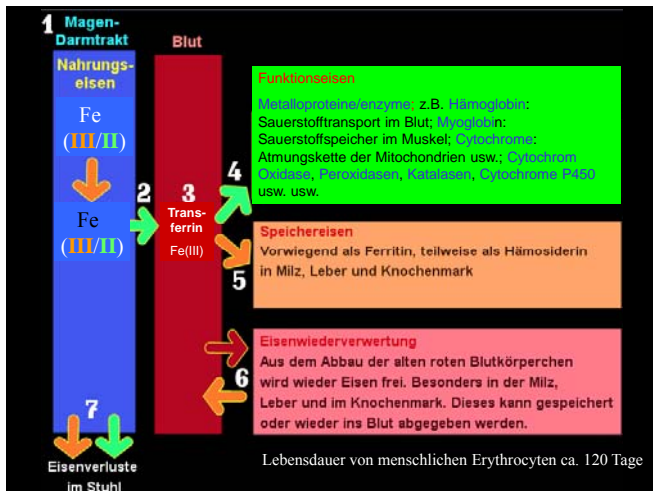 1 Magen-
Darmtrakt
Blut
Nahrungs-
eisen
Fe
(III/II)
2
Fe
(III/II)
3
Trans-
ferrin
Fe(III)
4
Funktionseisen
Metalloproteine/enzyme; z.B. Hämoglobin:
Sauerstofftransport im Blut; Myoglobin:
Sauerstoffspeicher im Muskel; Cytochrome:
Atmungskette der Mitochondrien usw.; Cytochrom
Oxidase, Peroxidasen, Katalasen, Cytochrome P450
usw. usw.
5
Speichereisen
Vorwiegend als Ferritin, teilweise als Hämosiderin
in Milz, Leber und Knochenmark
6
Eisenwiederverwertung
Aus dem Abbau der alten roten Blutkörperchen
wird wieder Eisen frei. Besonders in der Milz,
Leber und im Knochenmark. Dieses kann gespeichert
oder wieder ins Blut abgegeben werden.
7
Eisenverluste
im Stuhl
Lebensdauer von menschlichen Erythrocyten ca. 120 Tage